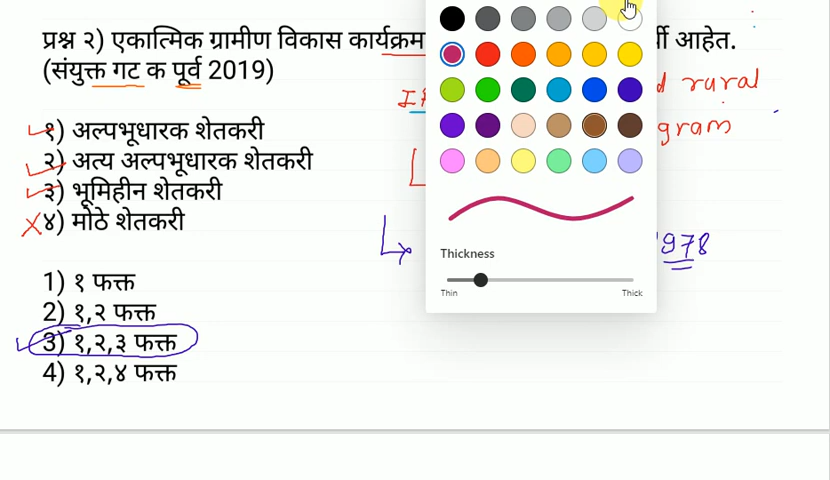 प्रश्न २) एकात्मिक ग्रामीण विकास कार्यक्रम र्थी आहेत.
(संयुक्त गट क पूर्व 2019)
d rural
gram
१) अल्पभूधारक शेतकरी
२) अत्य अल्पभूधारक शेतकरी
३) भूमिहीन शेतकरी
४) मोठे शेतकरी
1978
1) १ फक्त
2) १,२ फक्त
3) १,२,३ फक्त
4) १,२,४ फक्त
Thickness
Thin Thick